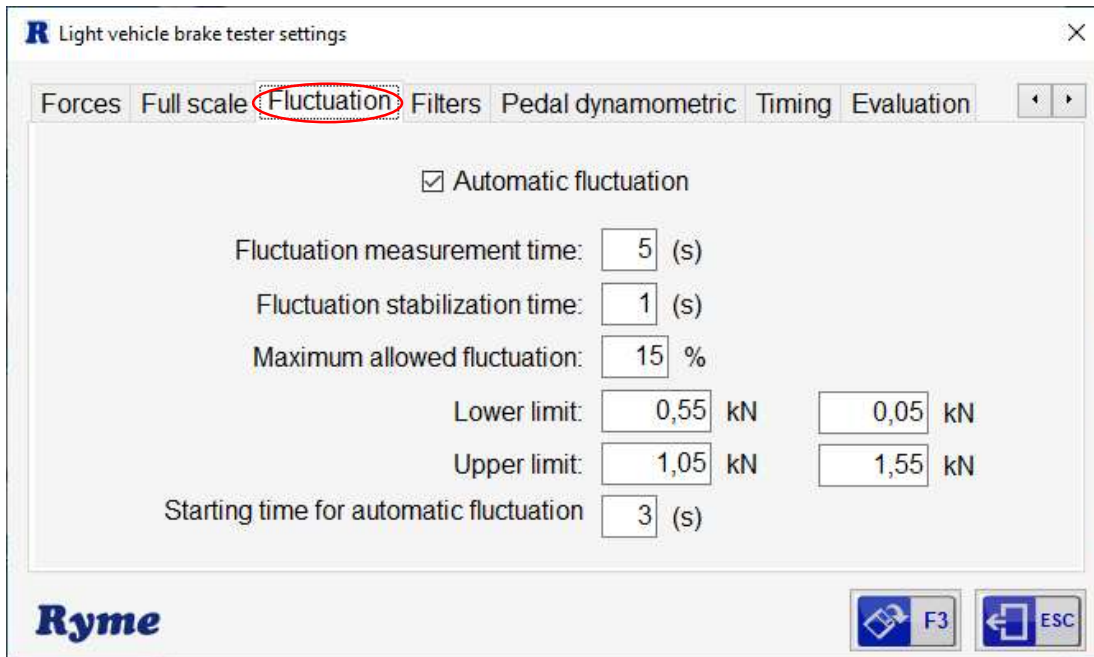 R Light vehicle brake tester settings
Forces Full scale Fluctuation Filters Pedal dynamometric Timing Evaluation
Automatic fluctuation
Fluctuation measurement time: 5 (s)
Fluctuation stabilization time: 1 (s)
Maximum allowed fluctuation: 15 %
Lower limit: 0,55 kN 0,05 kN
Upper limit: 1,05 kN 1,55 kN
Starting time for automatic fluctuation 3 (s)
Ryme F3 ESC